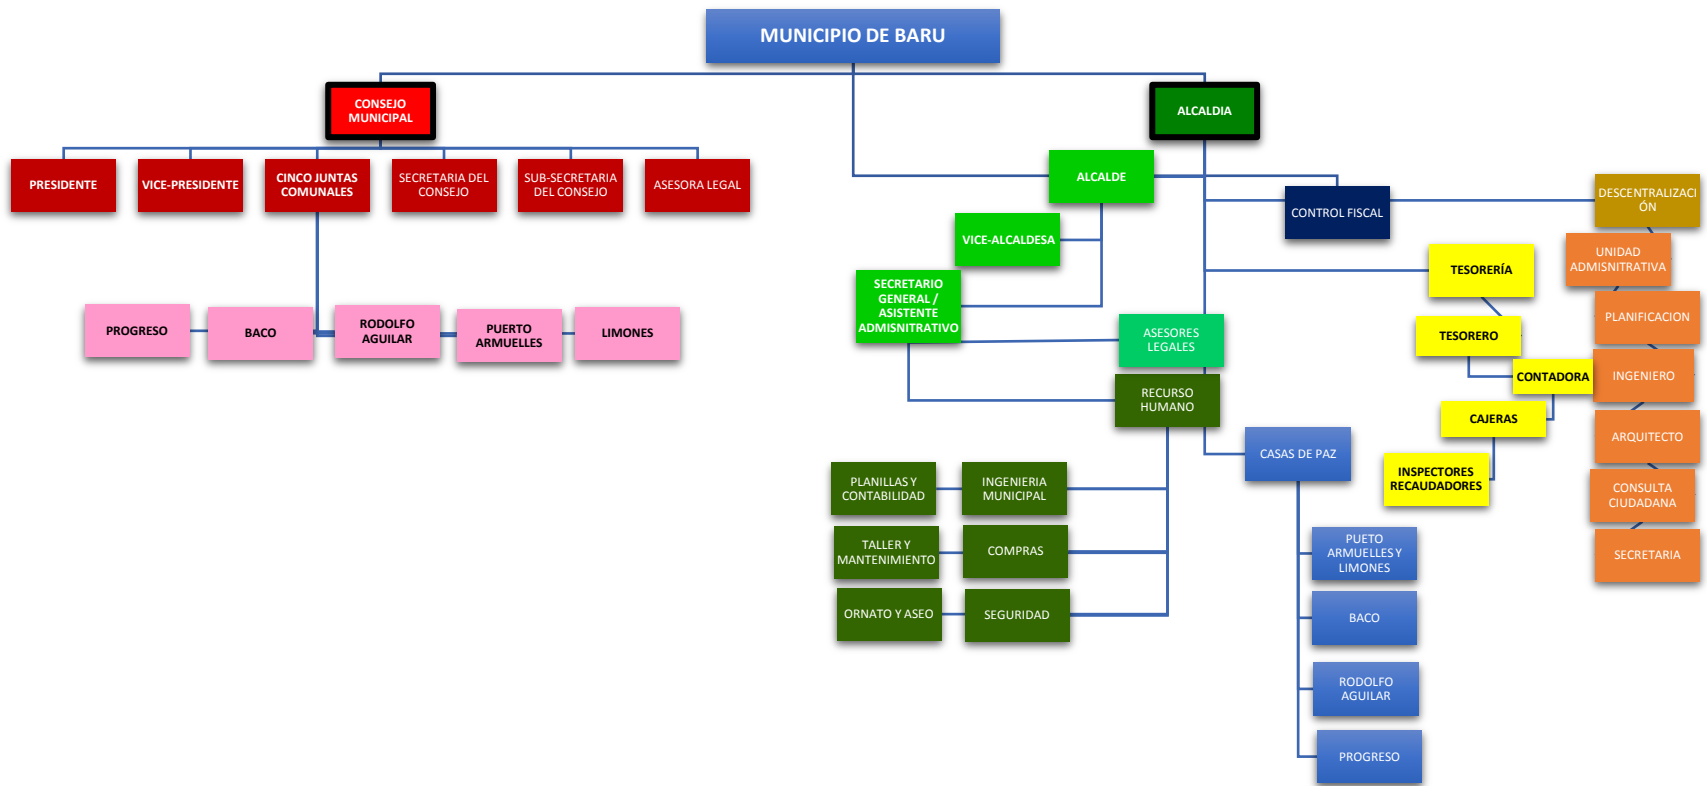 MUNICIPIO DE BARU
CONSEJO
MUNICIPAL
ALCALDIA
PRESIDENTE
VICE-PRESIDENTE
CINCO JUNTAS
COMUNALES
SECRETARIA DEL
CONSEJO
SUB-SECRETARIA
DEL CONSEJO
ASESORA LEGAL
PROGRESO
BACO
RODOLFO
AGUILAR
PUERTO
ARMUELLES
LIMONES
ALCALDE
VICE-ALCALDESA
SECRETARIO
GENERAL /
ASISTENTE
ADMISNITRATIVO
ASESORES
LEGALES
RECURSO
HUMANO
PLANILLAS Y
CONTABILIDAD
INGENIERIA
MUNICIPAL
TALLER Y
MANTENIMIENTO
COMPRAS
ORNATO Y ASEO
SEGURIDAD
CONTROL FISCAL
CASAS DE PAZ
PUETO
ARMUELLES Y
LIMONES
BACO
RODOLFO
AGUILAR
PROGRESO
TESORERÍA
TESORERO
CONTADORA
CAJERAS
INSPECTORES
RECAUDADORES
DESCENTRALIZACI
ÓN
UNIDAD
ADMISNITRATIVA
PLANIFICACION
INGENIERO
ARQUITECTO
CONSULTA
CIUDADANA
SECRETARIA